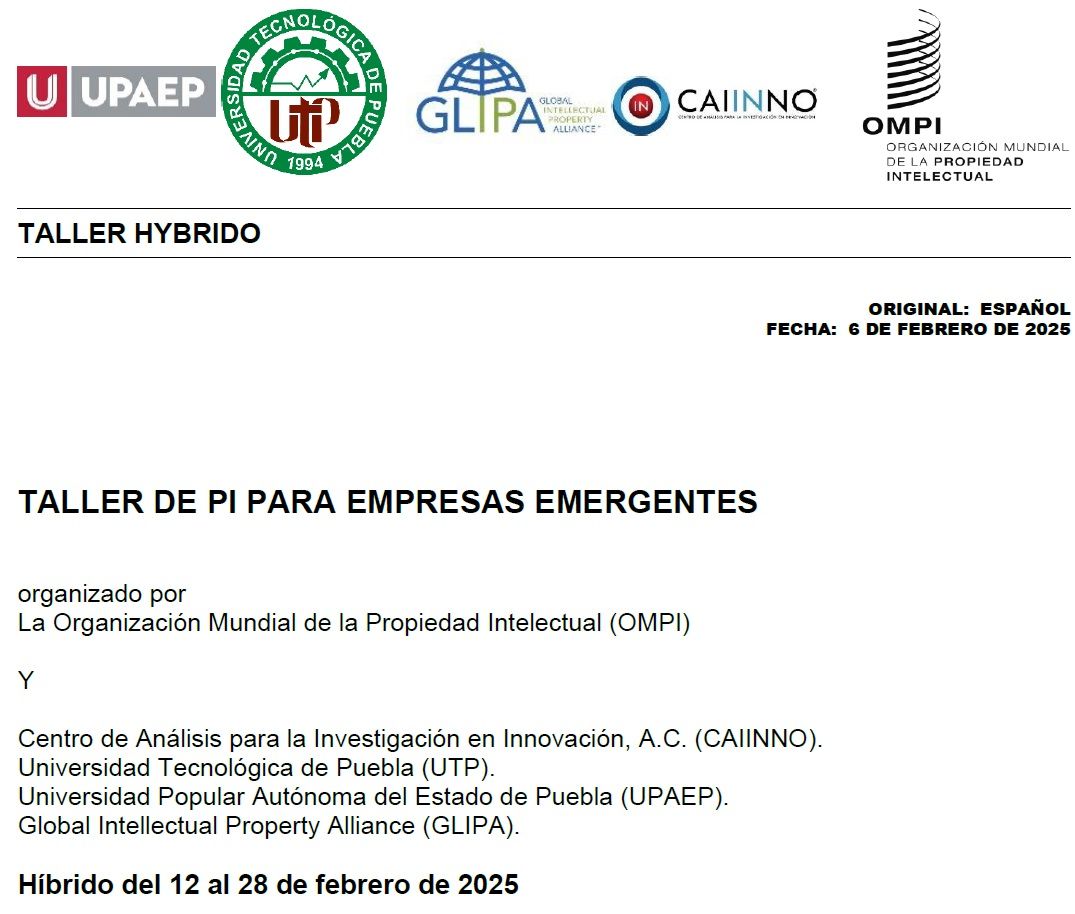 U UPAEP
UNIVERSIDAD TECNOLÓGICA DE PUEBLA
UTP
1994
GLIPA GLOBAL
INTELLECTUAL
PROPERTY
ALLIANCE
IN CAIINNO®
CENTRO DE ANÁLISIS PARA LA INVESTIGACIÓN EN INNOVACIÓN
OMPI
ORGANIZACIÓN MUNDIAL
DE LA PROPIEDAD
INTELECTUAL
TALLER HYBRIDO
ORIGINAL: ESPAÑOL
FECHA: 6 DE FEBRERO DE 2025
TALLER DE PI PARA EMPRESAS EMERGENTES
organizado por
La Organización Mundial de la Propiedad Intelectual (OMPI)
Y
Centro de Análisis para la Investigación en Innovación, A.C. (CAIINNO).
Universidad Tecnológica de Puebla (UTP).
Universidad Popular Autónoma del Estado de Puebla (UPAEP).
Global Intellectual Property Alliance (GLIPA).
Híbrido del 12 al 28 de febrero de 2025